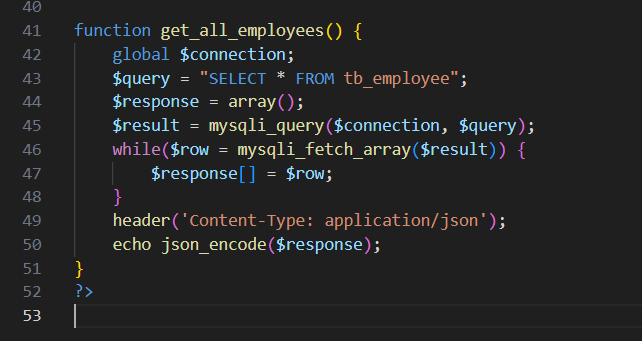 40
41 function get_all_employees() {
42 global $connection;
43 $query = "SELECT * FROM tb_employee";
44 $response = array();
45 $result = mysqli_query($connection, $query);
46 while($row = mysqli_fetch_array($result)) {
47 $response[] = $row;
48 }
49 header('Content-Type: application/json');
50 echo json_encode($response);
51 }
52 ?>
53